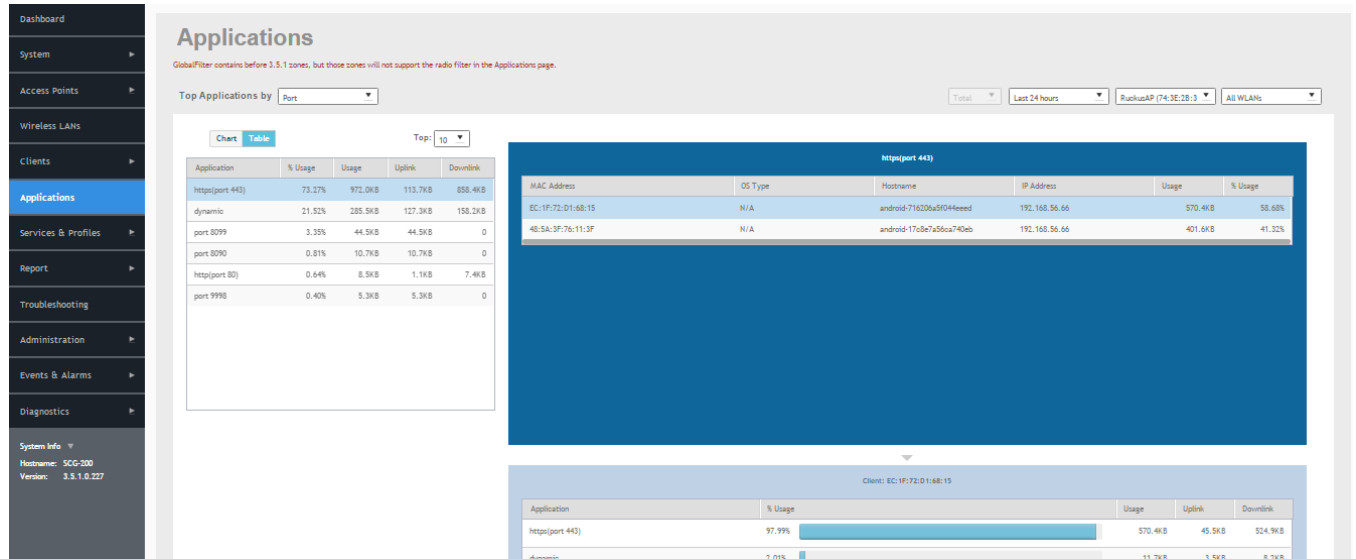 Dashboard
System
Access Points
Wireless LANs
Clients
Applications
Services & Profiles
Report
Troubleshooting
Administration
Events & Alarms
Diagnostics
System Info
Hostname: SCG-200
Version: 3.5.1.0.227
Applications
GlobalFilter contains before 3.5.1 zones, but those zones will not support the radio filter in the Applications page.
Top Applications by Port Total Last 24 hours RuckusAP (74:3E:2B:3 All WLANs
Chart Table Top: 10
Application % Usage Usage Uplink Downlink
https(port 443) 73.27% 972.0KB 113.7KB 858.4KB
dynamic 21.52% 285.5KB 127.3KB 158.2KB
port 8099 3.35% 44.5KB 44.5KB 0
port 8090 0.81% 10.7KB 10.7KB 0
http(port 80) 0.64% 8.5KB 1.1KB 7.4KB
port 9998 0.40% 5.3KB 5.3KB 0
https(port 443)
MAC Address OS Type Hostname IP Address Usage % Usage
EC:1F:72:D1:68:15 N/A android-716206a5f044eeed 192.168.56.66 570.4KB 58.68%
48:5A:3F:76:11:3F N/A android-17c8e7a56ca740eb 192.168.56.66 401.6KB 41.32%
Client: EC:1F:72:D1:68:15
Application % Usage Usage Uplink Downlink
https(port 443) 97.99% 570.4KB 45.5KB 524.9KB
dynamic 2.01% 11.7KB 3.5KB 8.2KB